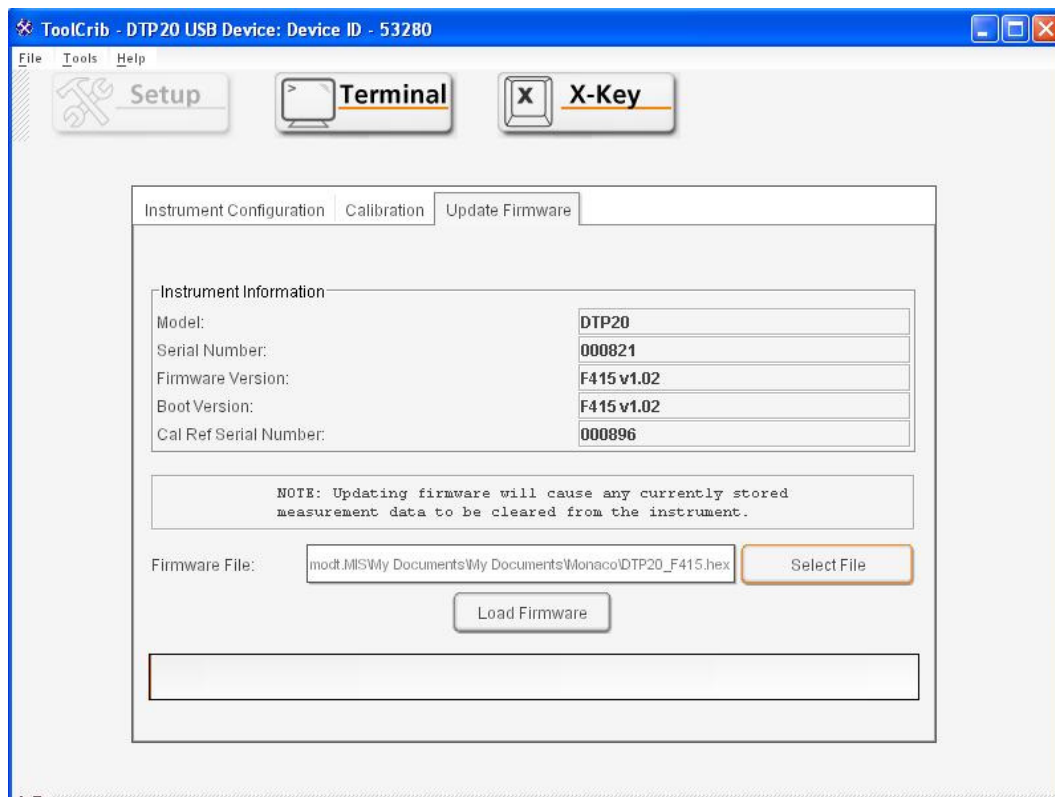 ToolCrib - DTP20 USB Device: Device ID - 53280
File Tools Help
Setup
> Terminal
X X-Key
Instrument Configuration Calibration Update Firmware
Instrument Information
Model: DTP20
Serial Number: 000821
Firmware Version: F415 v1.02
Boot Version: F415 v1.02
Cal Ref Serial Number: 000896
NOTE: Updating firmware will cause any currently stored
measurement data to be cleared from the instrument.
Firmware File: modt.MIS\My Documents\My Documents\Monaco\DTP20_F415.hex Select File
Load Firmware